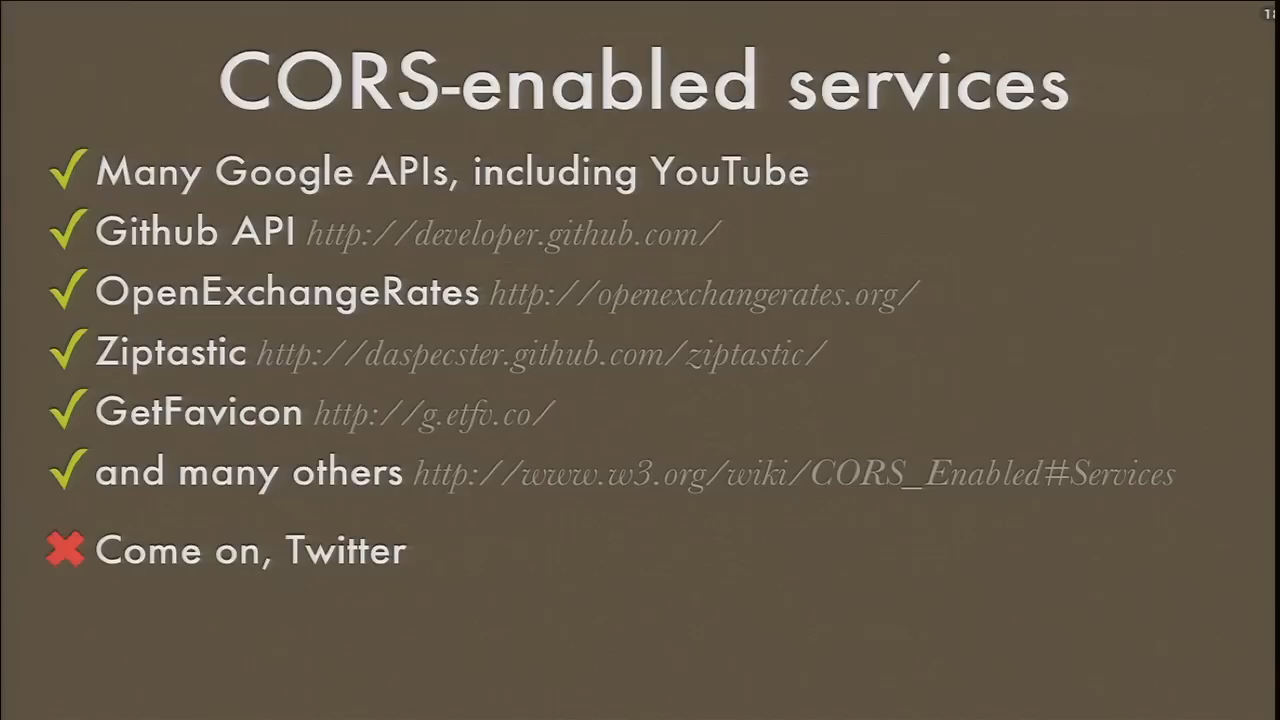 CORS-enabled services
Many Google APIs, including YouTube
Github API http://developer.github.com/
OpenExchangeRates http://openexchangerates.org/
Ziptastic http://daspecster.github.com/ziptastic/
GetFavicon http://g.etfv.co/
and many others http://www.w3.org/wiki/CORS_Enabled#Services
Come on, Twitter